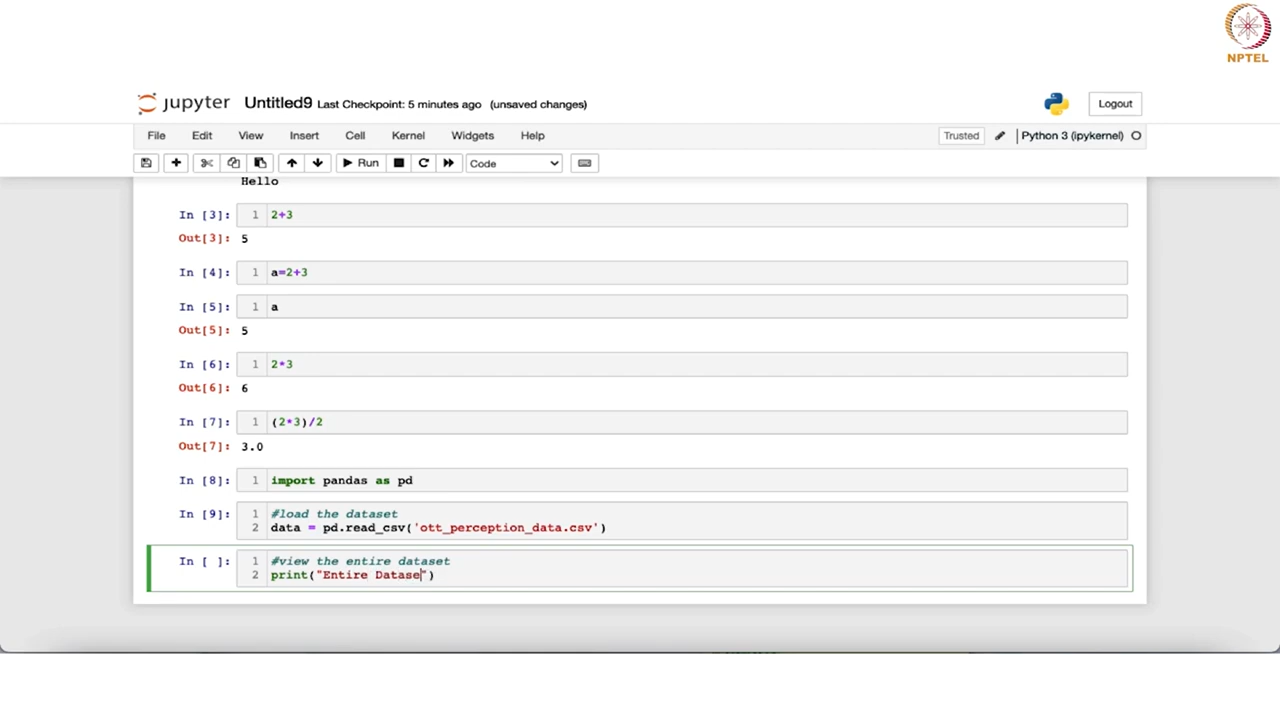 NPTEL
jupyter Untitled9 Last Checkpoint: 5 minutes ago (unsaved changes)
Logout
File Edit View Insert Cell Kernel Widgets Help
Trusted Python 3 (ipykernel)
Run Code
Hello
In [3]: 1 2+3
Out[3]: 5
In [4]: 1 a=2+3
In [5]: 1 a
Out[5]: 5
In [6]: 1 2*3
Out[6]: 6
In [7]: 1 (2*3)/2
Out[7]: 3.0
In [8]: 1 import pandas as pd
In [9]: 1 #load the dataset
2 data = pd.read_csv('ott_perception_data.csv')
In [ ]: 1 #view the entire dataset
2 print("Entire Datase")